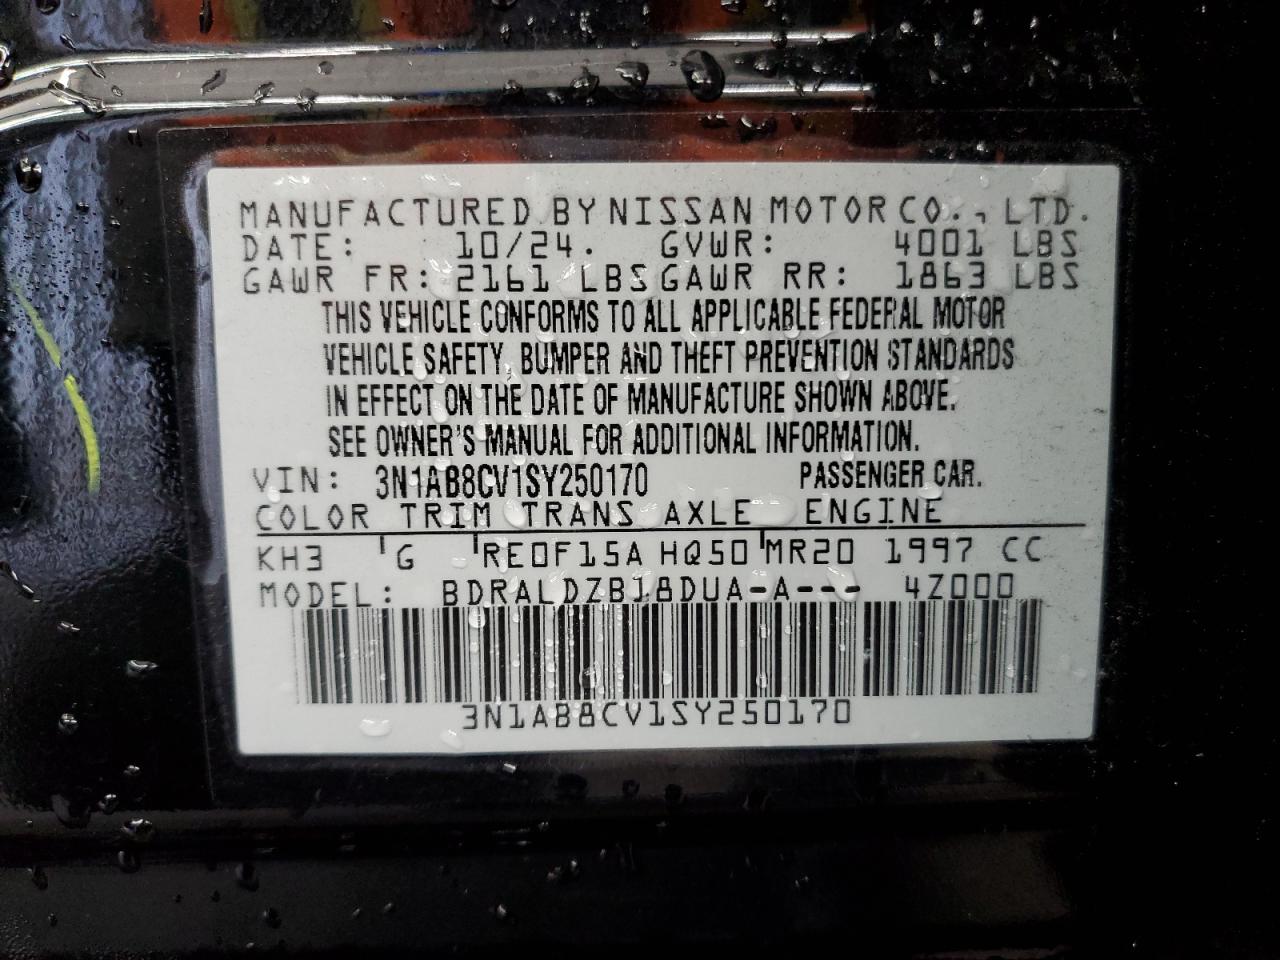 MANUFACTURED BY NISSAN MOTOR CO., LTD.
DATE: 10/24. GVWR: 4001 LBS
GAWR FR: 2161 LBS GAWR RR: 1863 LBS
THIS VEHICLE CONFORMS TO ALL APPLICABLE FEDERAL MOTOR
VEHICLE SAFETY, BUMPER AND THEFT PREVENTION STANDARDS
IN EFFECT ON THE DATE OF MANUFACTURE SHOWN ABOVE.
SEE OWNER'S MANUAL FOR ADDITIONAL INFORMATION.
VIN: 3N1AB8CV1SY250170 PASSENGER CAR.
COLOR TRIM TRANS AXLE ENGINE
KH3 G RE0F15A HQ50 MR20 1997 CC
MODEL: BDRALDZB18DUA-A--- 4Z000
3N1AB8CV1SY250170